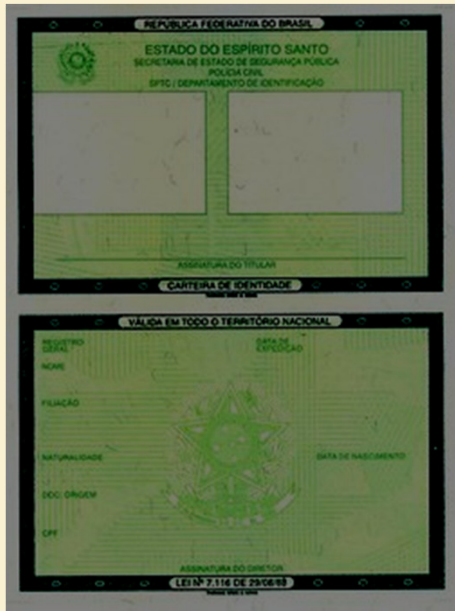 REPÚBLICA FEDERATIVA DO BRASIL
ESTADO DO ESPÍRITO SANTO
SECRETARIA DE ESTADO DE SEGURANÇA PÚBLICA
POLÍCIA CIVIL
SPTC / DEPARTAMENTO DE IDENTIFICAÇÃO
ASSINATURA DO TITULAR
CARTEIRA DE IDENTIDADE
VÁLIDA EM TODO O TERRITÓRIO NACIONAL
REGISTRO GERAL
DATA DE EXPEDIÇÃO
NOME
FILIAÇÃO
NATURALIDADE
DATA DE NASCIMENTO
DOC. ORIGEM
CPF
ASSINATURA DO DIRETOR
LEI Nº 7.116 DE 29/08/83